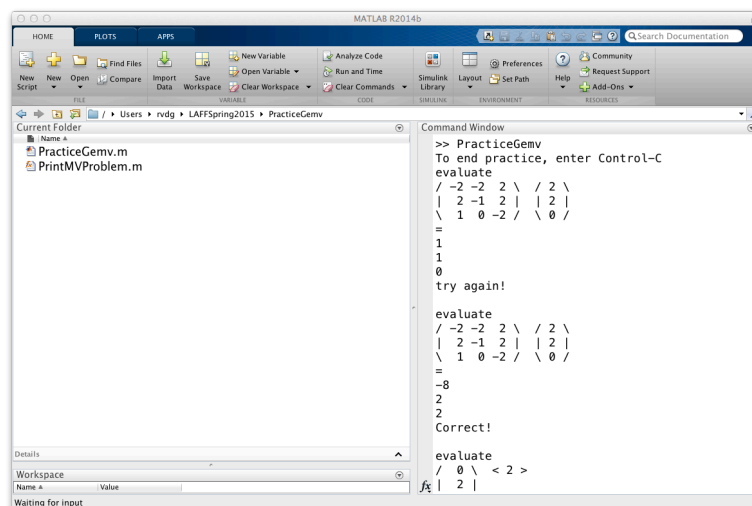 MATLAB R2014b
HOME PLOTS APPS
Search Documentation
New Script
New
Open
Find Files
Compare
Import Data
Save Workspace
New Variable
Open Variable
Clear Workspace
Analyze Code
Run and Time
Clear Commands
Simulink Library
Layout
Preferences
Set Path
Help
Community
Request Support
Add-Ons
FILE VARIABLE CODE SIMULINK ENVIRONMENT RESOURCES
/ Users rvdg LAFFSpring2015 PracticeGemv
Current Folder
Name
PracticeGemv.m
PrintMVProblem.m
Details
Workspace
Name Value
Waiting for input
Command Window
>> PracticeGemv
To end practice, enter Control-C
evaluate
/ -2 -2 2 \ / 2 \
| 2 -1 2 | | 2 |
\ 1 0 -2 / \ 0 /
=
1
1
0
try again!
evaluate
/ -2 -2 2 \ / 2 \
| 2 -1 2 | | 2 |
\ 1 0 -2 / \ 0 /
=
-8
2
2
Correct!
evaluate
/ 0 \ < 2 >
fx | 2 |